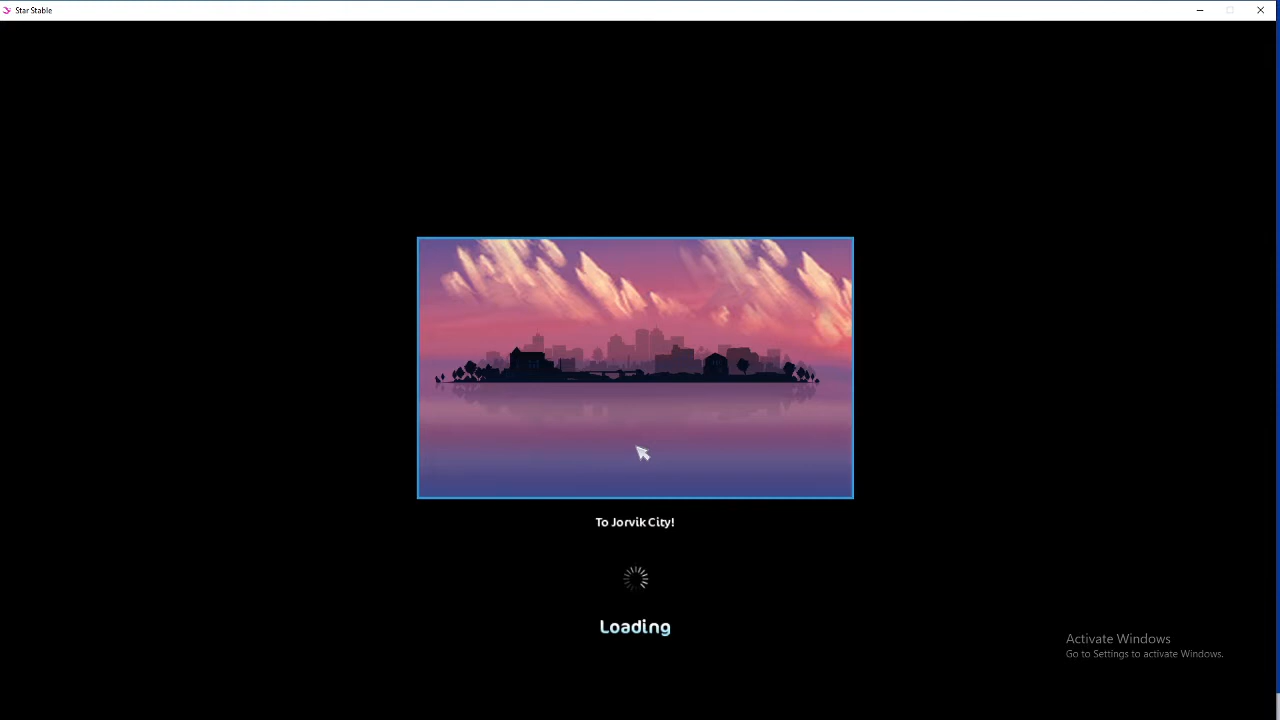 Star Stable
To Jorvik City!
Loading
Activate Windows
Go to Settings to activate Windows.